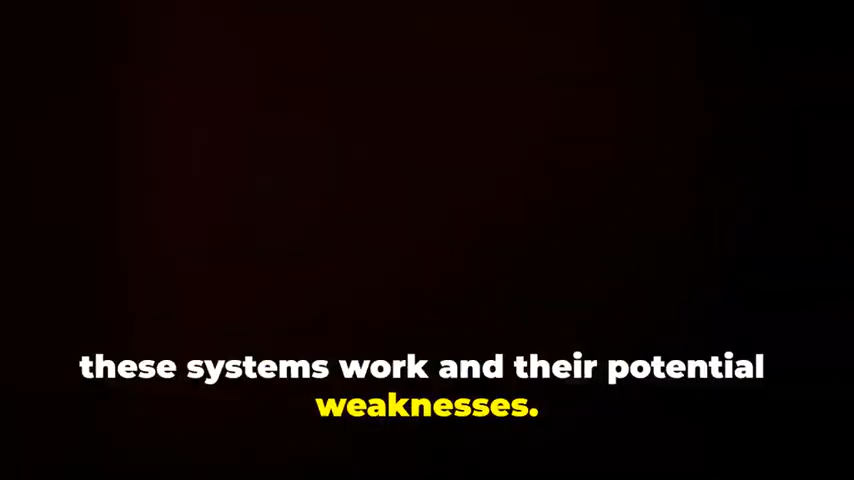 these systems work and their potential
weaknesses.